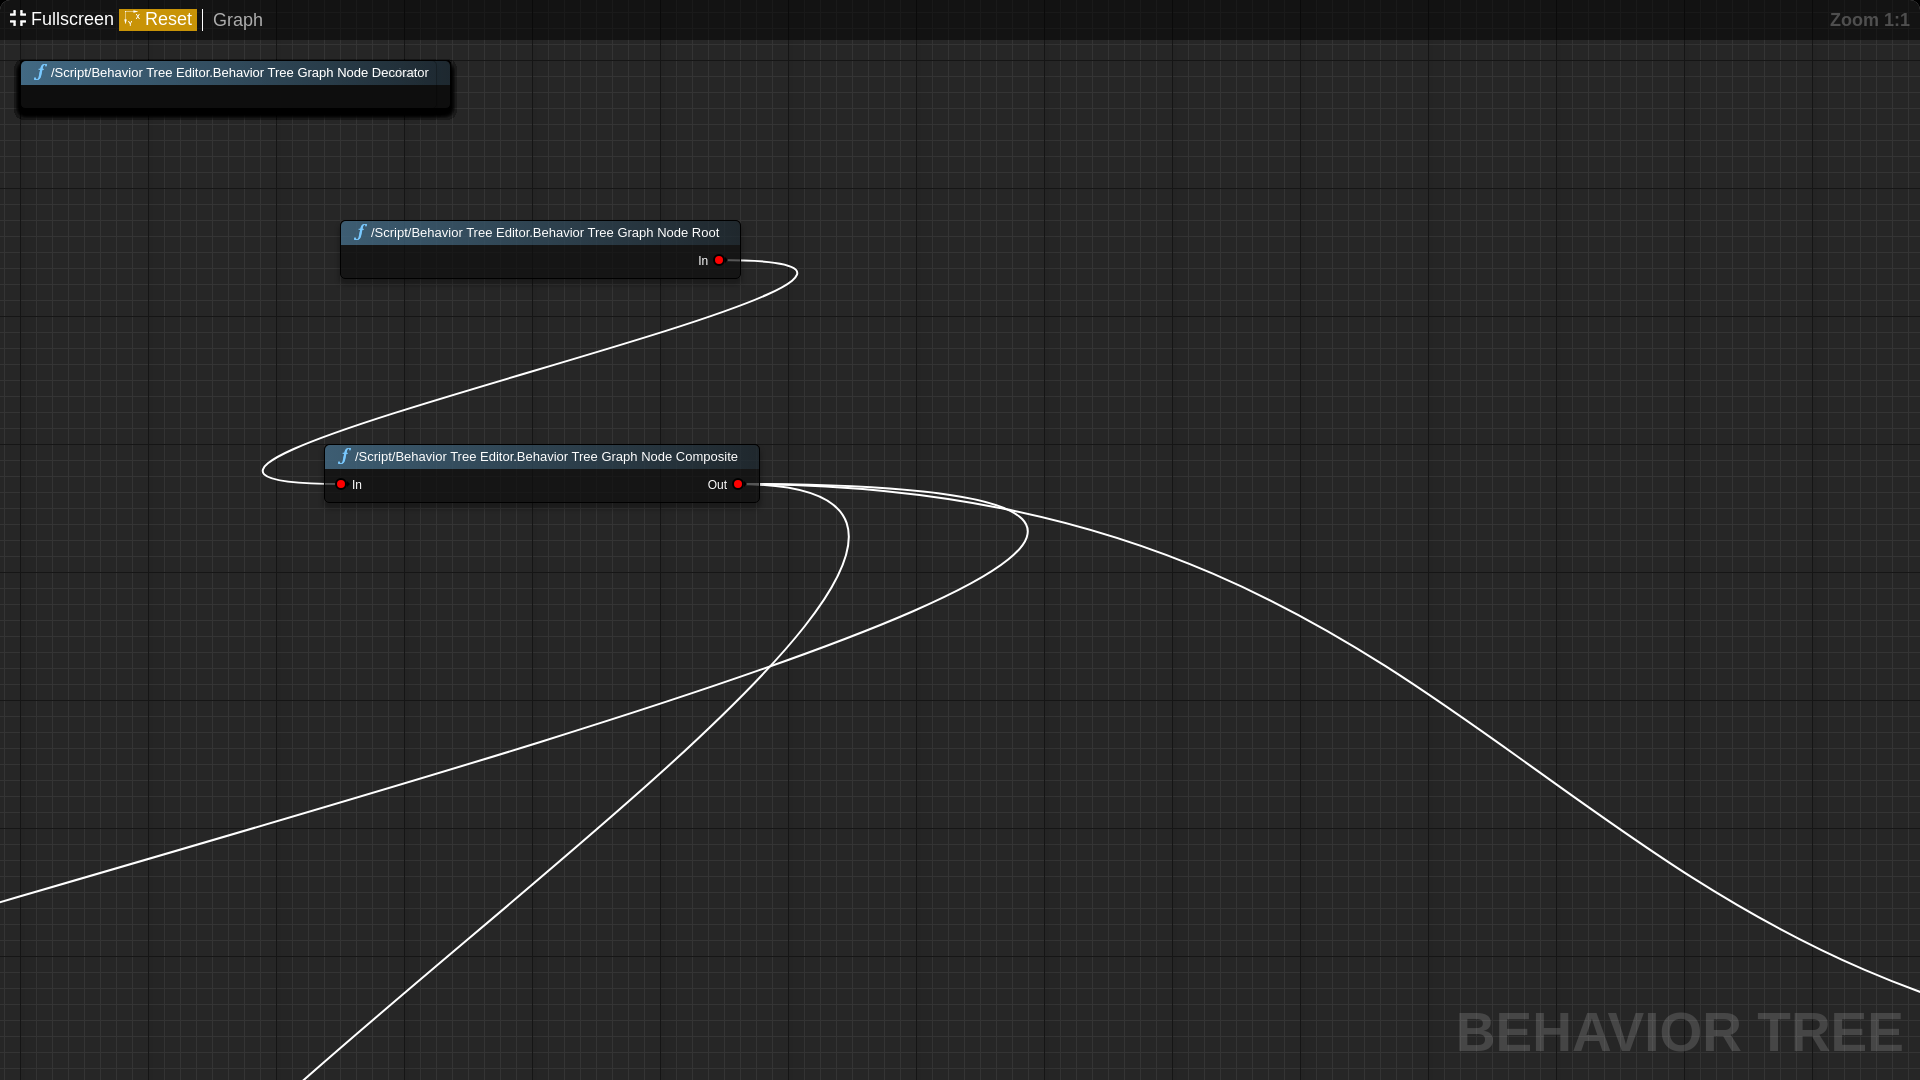 Fullscreen Reset Graph Zoom 1:1
/Script/Behavior Tree Editor.Behavior Tree Graph Node Decorator
/Script/Behavior Tree Editor.Behavior Tree Graph Node Root
In
/Script/Behavior Tree Editor.Behavior Tree Graph Node Composite
In Out
BEHAVIOR TREE